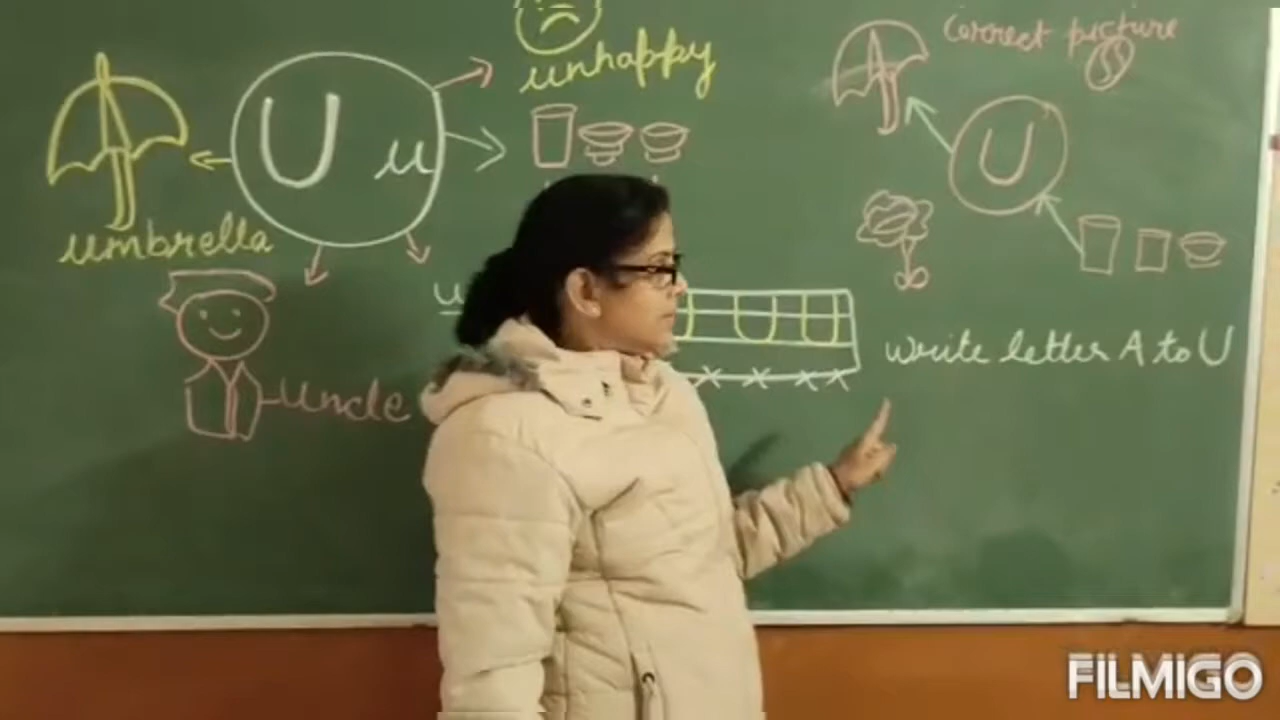 unhappy
U u
umbrella
uncle
u
correct picture
U
write letter A to U
FILMIGO